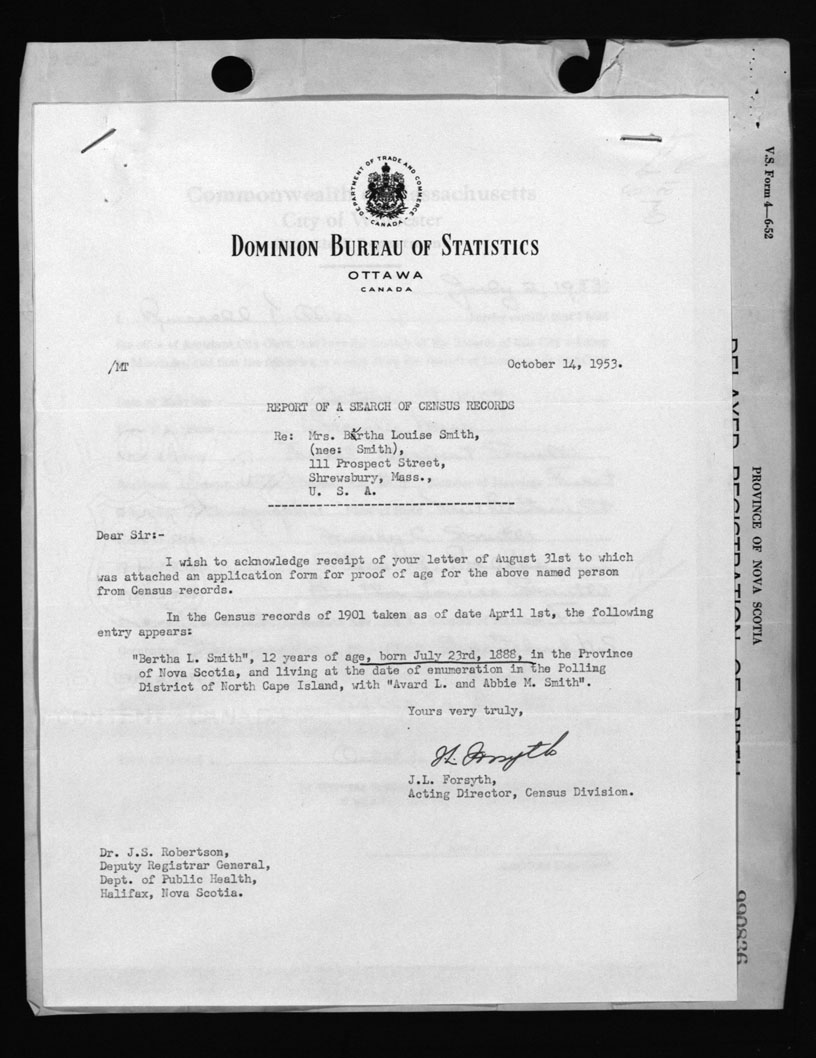 DEPARTMENT OF TRADE AND COMMERCE
CANADA
DOMINION BUREAU OF STATISTICS
OTTAWA
CANADA
/MT
October 14, 1953.
REPORT OF A SEARCH OF CENSUS RECORDS
Re: Mrs. Bertha Louise Smith,
(nee: Smith),
111 Prospect Street,
Shrewsbury, Mass.,
U. S. A.
Dear Sir:-
I wish to acknowledge receipt of your letter of August 31st to which
was attached an application form for proof of age for the above named person
from Census records.
In the Census records of 1901 taken as of date April 1st, the following
entry appears:
"Bertha L. Smith", 12 years of age, born July 23rd, 1888, in the Province
of Nova Scotia, and living at the date of enumeration in the Polling
District of North Cape Island, with "Avard L. and Abbie M. Smith".
Yours very truly,
J.L. Forsyth
J.L. Forsyth,
Acting Director, Census Division.
Dr. J.S. Robertson,
Deputy Registrar General,
Dept. of Public Health,
Halifax, Nova Scotia.
V.S. Form 4—6-52
PROVINCE OF NOVA SCOTIA
DELAYED REGISTRATION OF BIRTH
990836